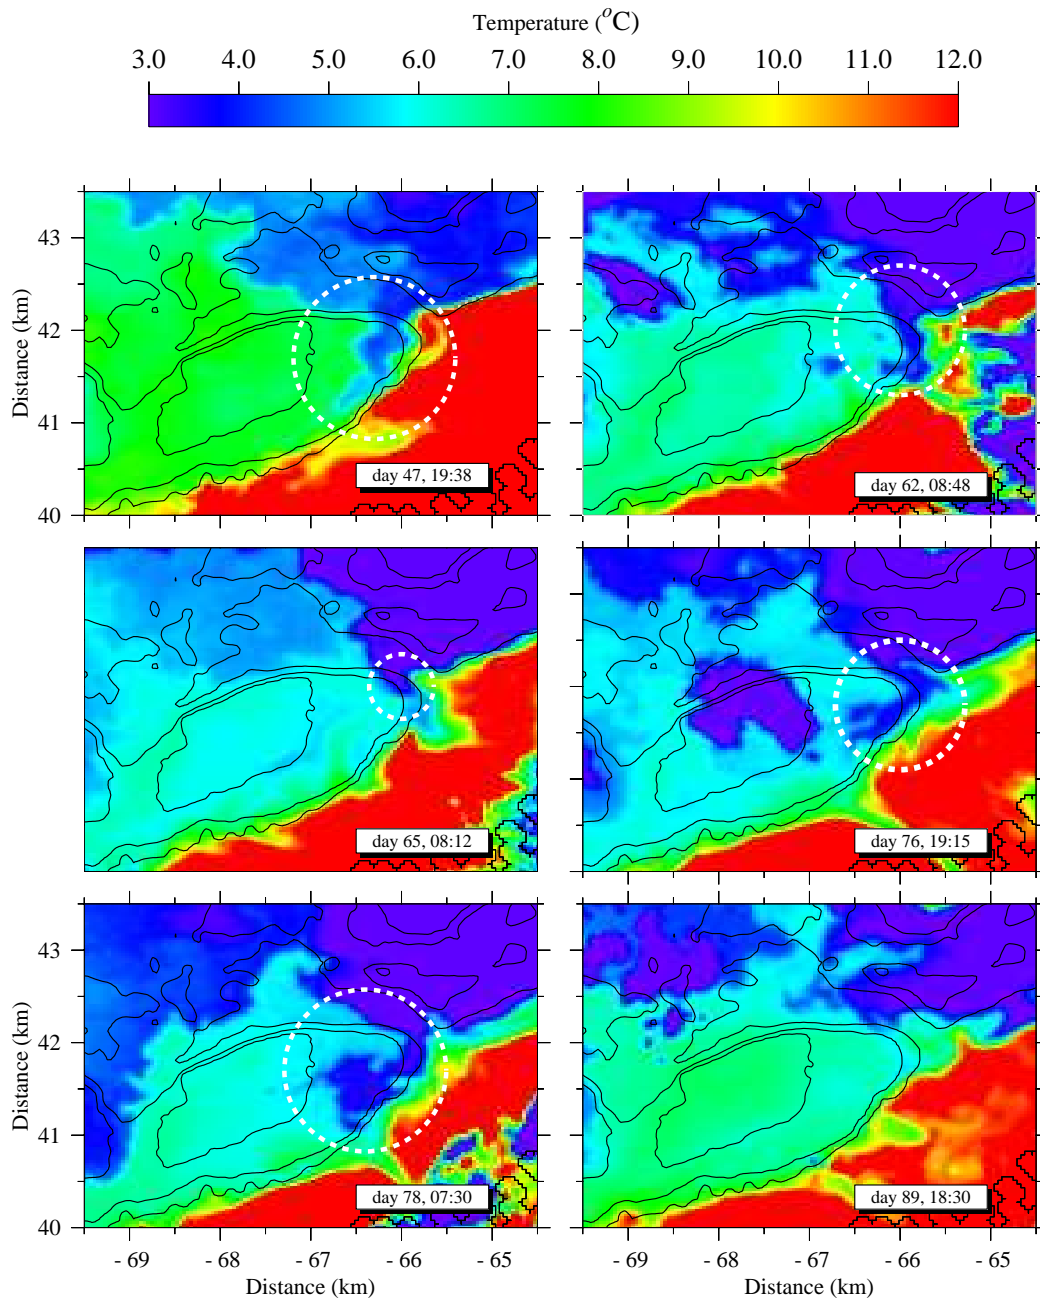 Temperature (°C)
3.0 4.0 5.0 6.0 7.0 8.0 9.0 10.0 11.0 12.0
43
42
41
40
Distance (km)
day 47, 19:38
day 62, 08:48
day 65, 08:12
day 76, 19:15
43
42
41
40
Distance (km)
day 78, 07:30
day 89, 18:30
- 69 - 68 - 67 - 66 - 65 - 69 - 68 - 67 - 66 - 65
Distance (km) Distance (km)